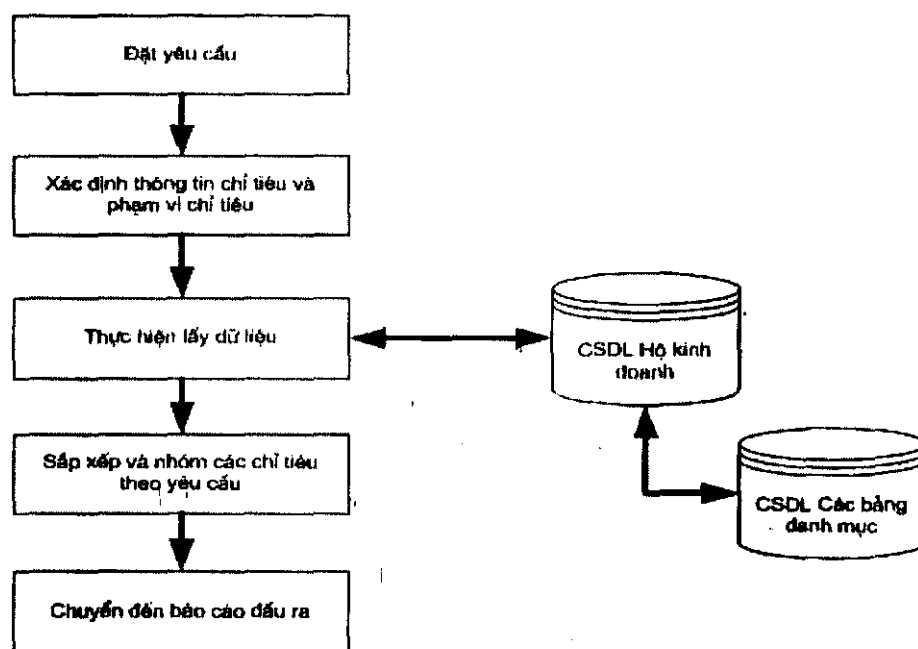 Đặt yêu cầu
Xác định thông tin chỉ tiêu và
phạm vi chỉ tiêu
Thực hiện lấy dữ liệu
CSDL Hộ kinh
doanh
Sắp xếp và nhóm các chỉ tiêu
theo yêu cầu
CSDL Các bảng
danh mục
Chuyển đến báo cáo đầu ra